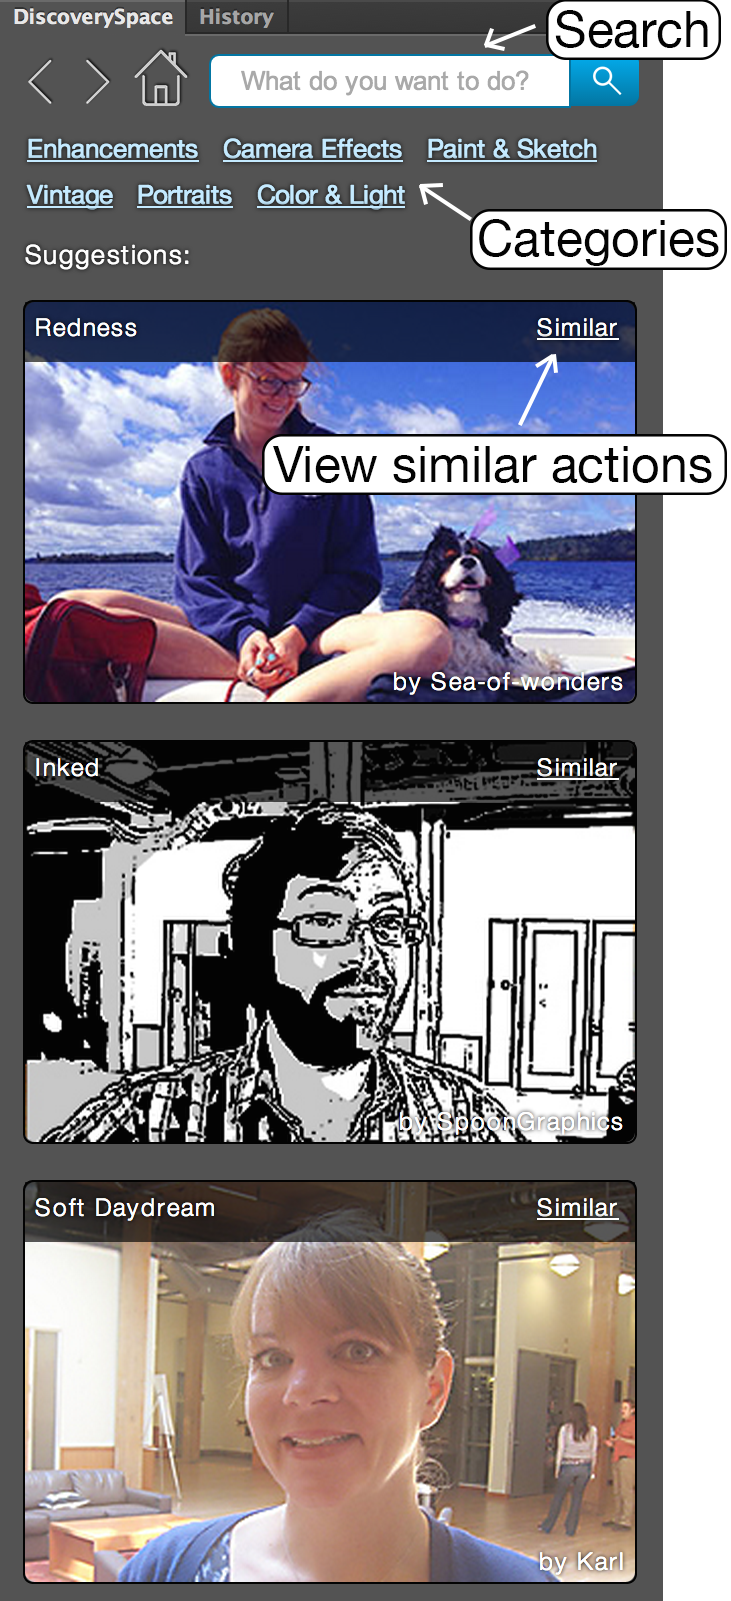 DiscoverySpace History
Search
What do you want to do?
Enhancements Camera Effects Paint & Sketch
Vintage Portraits Color & Light
Categories
Suggestions:
Redness Similar
View similar actions
by Sea-of-wonders
Inked Similar
by SpoonGraphics
Soft Daydream Similar
by Karl